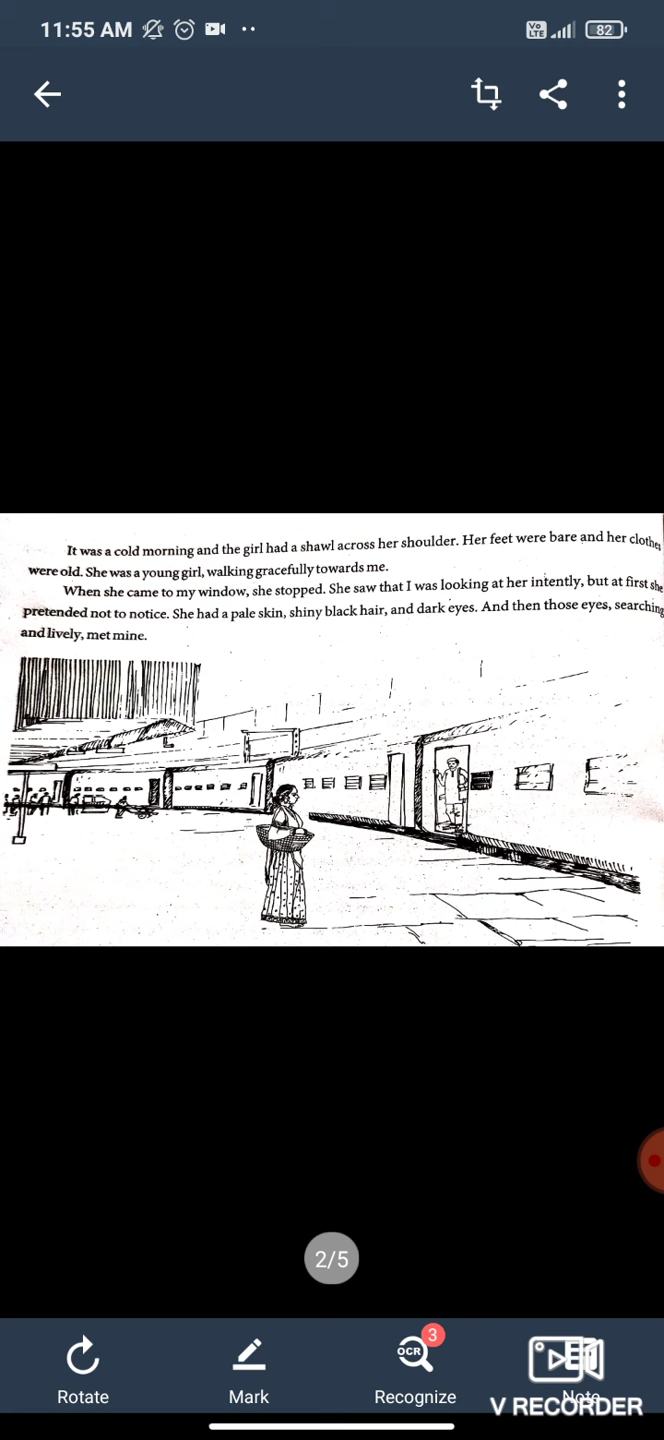 11:55 AM
Vo LTE
82
It was a cold morning and the girl had a shawl across her shoulder. Her feet were bare and her clothes
were old. She was a young girl, walking gracefully towards me.
When she came to my window, she stopped. She saw that I was looking at her intently, but at first she
pretended not to notice. She had a pale skin, shiny black hair, and dark eyes. And then those eyes, searching
and lively, met mine.
2/5
3
OCR
Rotate
Mark
Recognize
V RECORDER